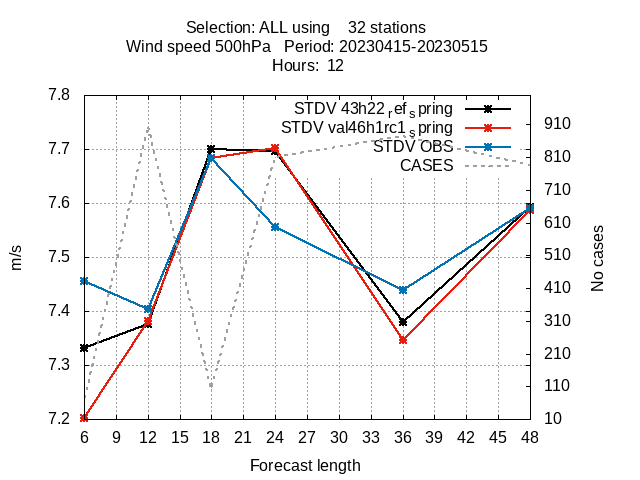 Selection: ALL using    32 stations
Wind speed 500hPa   Period: 20230415-20230515
Hours:  12
STDV 43h22ref spring
STDV val46h1rc1spring
STDV OBS
CASES
7.8
7.7
7.6
7.5
7.4
7.3
7.2
m/s
910
810
710
610
510
410
310
210
110
10
No cases
6 9 12 15 18 21 24 27 30 33 36 39 42 45 48
Forecast length